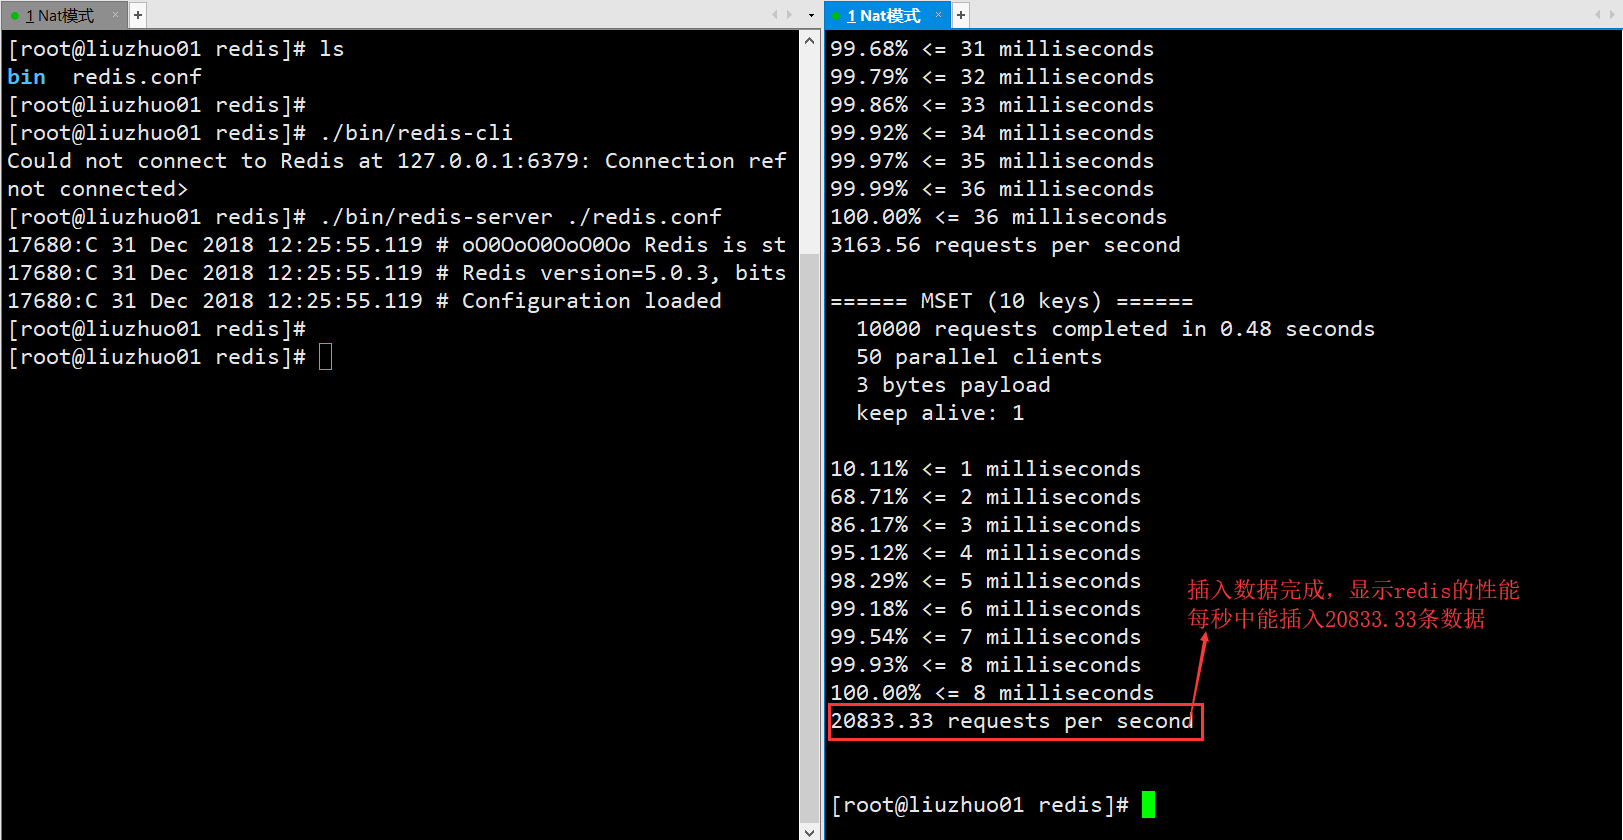 1 Nat模式 × +
[root@liuzhuo01 redis]# ls
bin  redis.conf
[root@liuzhuo01 redis]#
[root@liuzhuo01 redis]# ./bin/redis-cli
Could not connect to Redis at 127.0.0.1:6379: Connection ref
not connected>
[root@liuzhuo01 redis]# ./bin/redis-server ./redis.conf
17680:C 31 Dec 2018 12:25:55.119 # oO0OoO0OoO0Oo Redis is st
17680:C 31 Dec 2018 12:25:55.119 # Redis version=5.0.3, bits
17680:C 31 Dec 2018 12:25:55.119 # Configuration loaded
[root@liuzhuo01 redis]#
[root@liuzhuo01 redis]#
1 Nat模式 × +
99.68% <= 31 milliseconds
99.79% <= 32 milliseconds
99.86% <= 33 milliseconds
99.92% <= 34 milliseconds
99.97% <= 35 milliseconds
99.99% <= 36 milliseconds
100.00% <= 36 milliseconds
3163.56 requests per second
====== MSET (10 keys) ======
10000 requests completed in 0.48 seconds
50 parallel clients
3 bytes payload
keep alive: 1
10.11% <= 1 milliseconds
68.71% <= 2 milliseconds
86.17% <= 3 milliseconds
95.12% <= 4 milliseconds
98.29% <= 5 milliseconds
99.18% <= 6 milliseconds
99.54% <= 7 milliseconds
99.93% <= 8 milliseconds
100.00% <= 8 milliseconds
20833.33 requests per second
插入数据完成，显示redis的性能
每秒中能插入20833.33条数据
[root@liuzhuo01 redis]#